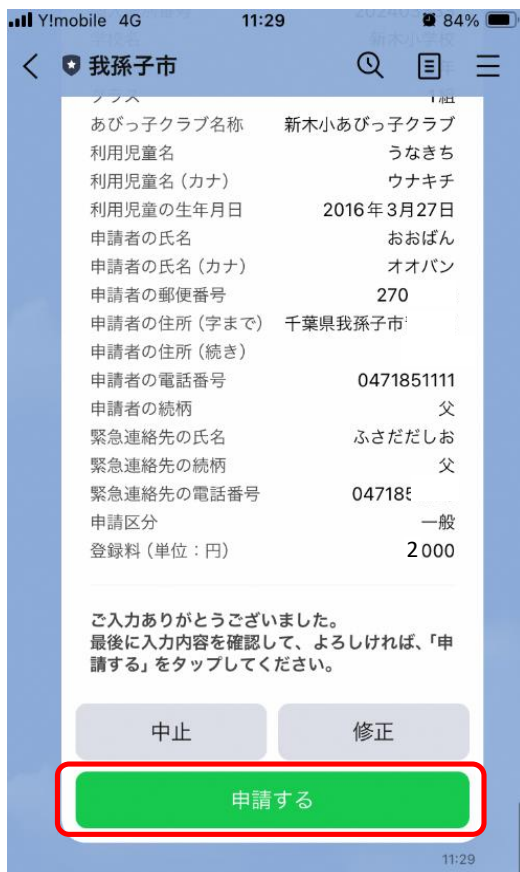 Y!mobile 4G 11:29 84%
我孫子市
クラス 1組
あびっ子クラブ名称 新木小あびっ子クラブ
利用児童名 うなきち
利用児童名(カナ) ウナキチ
利用児童の生年月日 2016年3月27日
申請者の氏名 おおばん
申請者の氏名(カナ) オオバン
申請者の郵便番号 270
申請者の住所(字まで) 千葉県我孫子市
申請者の住所(続き)
申請者の電話番号 0471851111
申請者の続柄 父
緊急連絡先の氏名 ふさだだしお
緊急連絡先の続柄 父
緊急連絡先の電話番号 047185
申請区分 一般
登録料(単位:円) 2000
ご入力ありがとうございました。
最後に入力内容を確認して、よろしければ、「申
請する」をタップしてください。
中止 修正
申請する
11:29